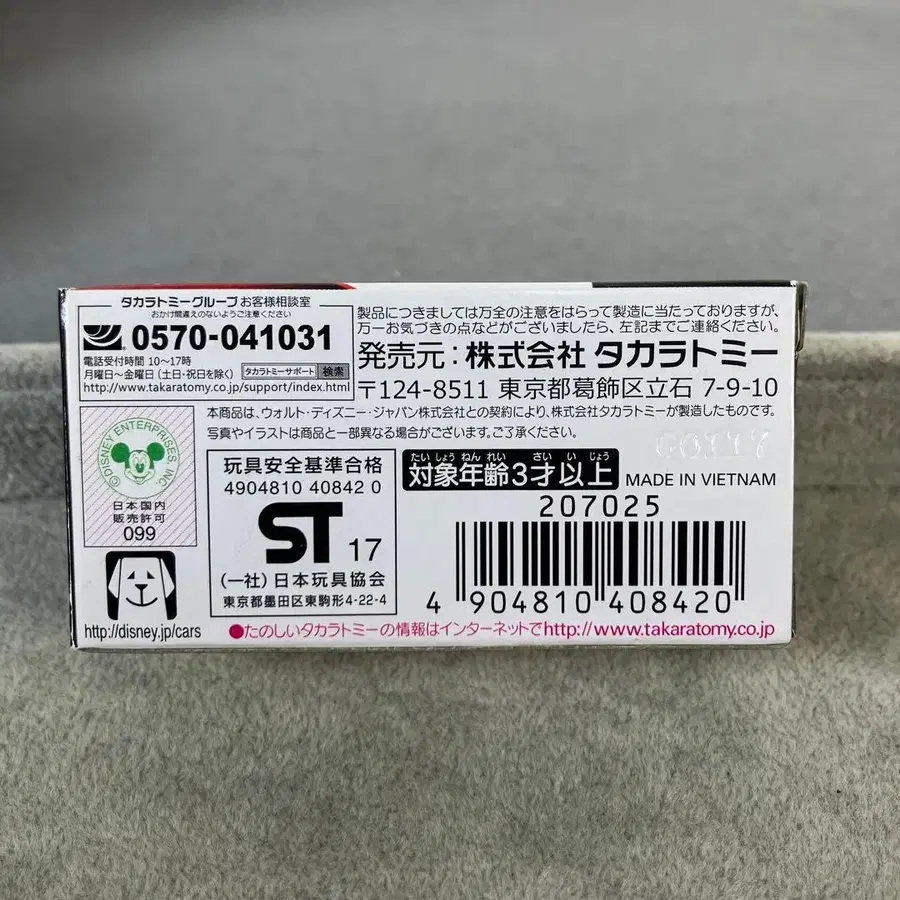 タカラトミーグループ お客様相談室
おかけ間違えのないようご注意ください
0570-041031
電話受付時間 10〜17時
月曜日〜金曜日 (土日・祝日を除く)
タカラトミーサポート 検索
http://www.takaratomy.co.jp/support/index.html
製品につきましては万全の注意をはらって製造に当たっておりますが、
万一お気づきの点などがございましたら、左記までご連絡ください。
発売元:株式会社 タカラトミー
〒124-8511 東京都葛飾区立石 7-9-10
本商品は、ウォルト・ディズニー・ジャパン株式会社との契約により、株式会社タカラトミーが製造したものです。
写真やイラストは商品と一部異なる場合がございます。ご了承ください。
©DISNEY ENTERPRISES, INC.
日本国内
販売許可
099
http://disney.jp/cars
玩具安全基準合格
4904810 40842 0
ST 17
(一社)日本玩具協会
東京都墨田区東駒形4-22-4
たいしょうねんれい さい いじょう
対象年齢3才以上
MADE IN VIETNAM
207025
4 904810 408420
●たのしいタカラトミーの情報はインターネットでhttp://www.takaratomy.co.jp